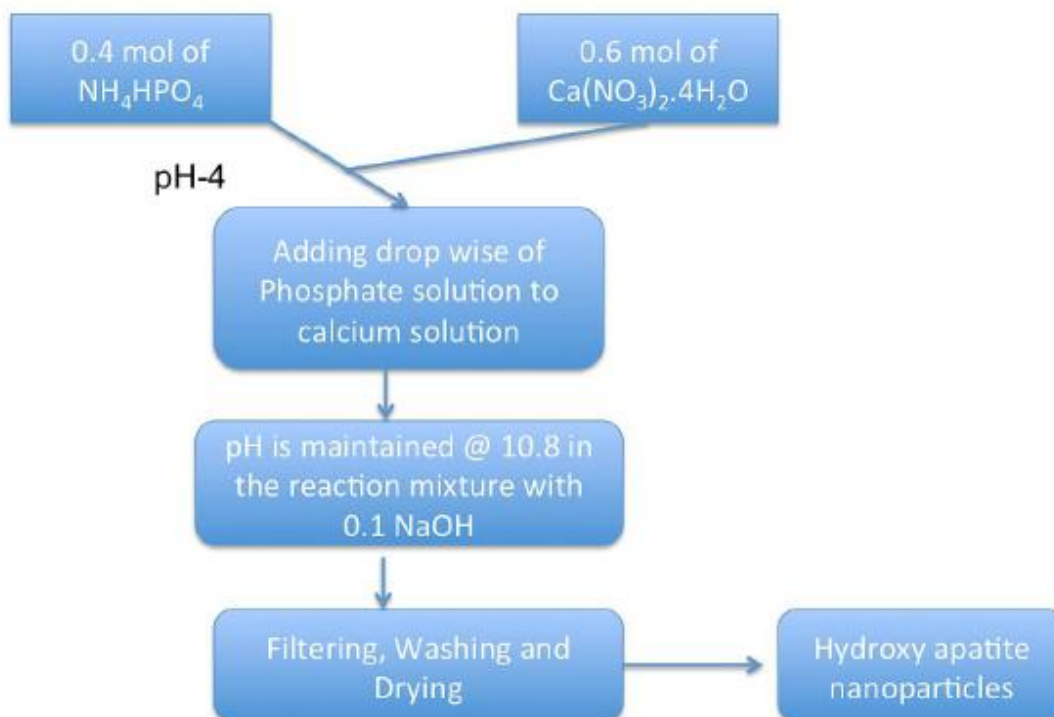 0.4 mol of
NH₄HPO₄
0.6 mol of
Ca(NO₃)₂.4H₂O
pH-4
Adding drop wise of
Phosphate solution to
calcium solution
pH is maintained @ 10.8 in
the reaction mixture with
0.1 NaOH
Filtering, Washing and
Drying
Hydroxy apatite
nanoparticles